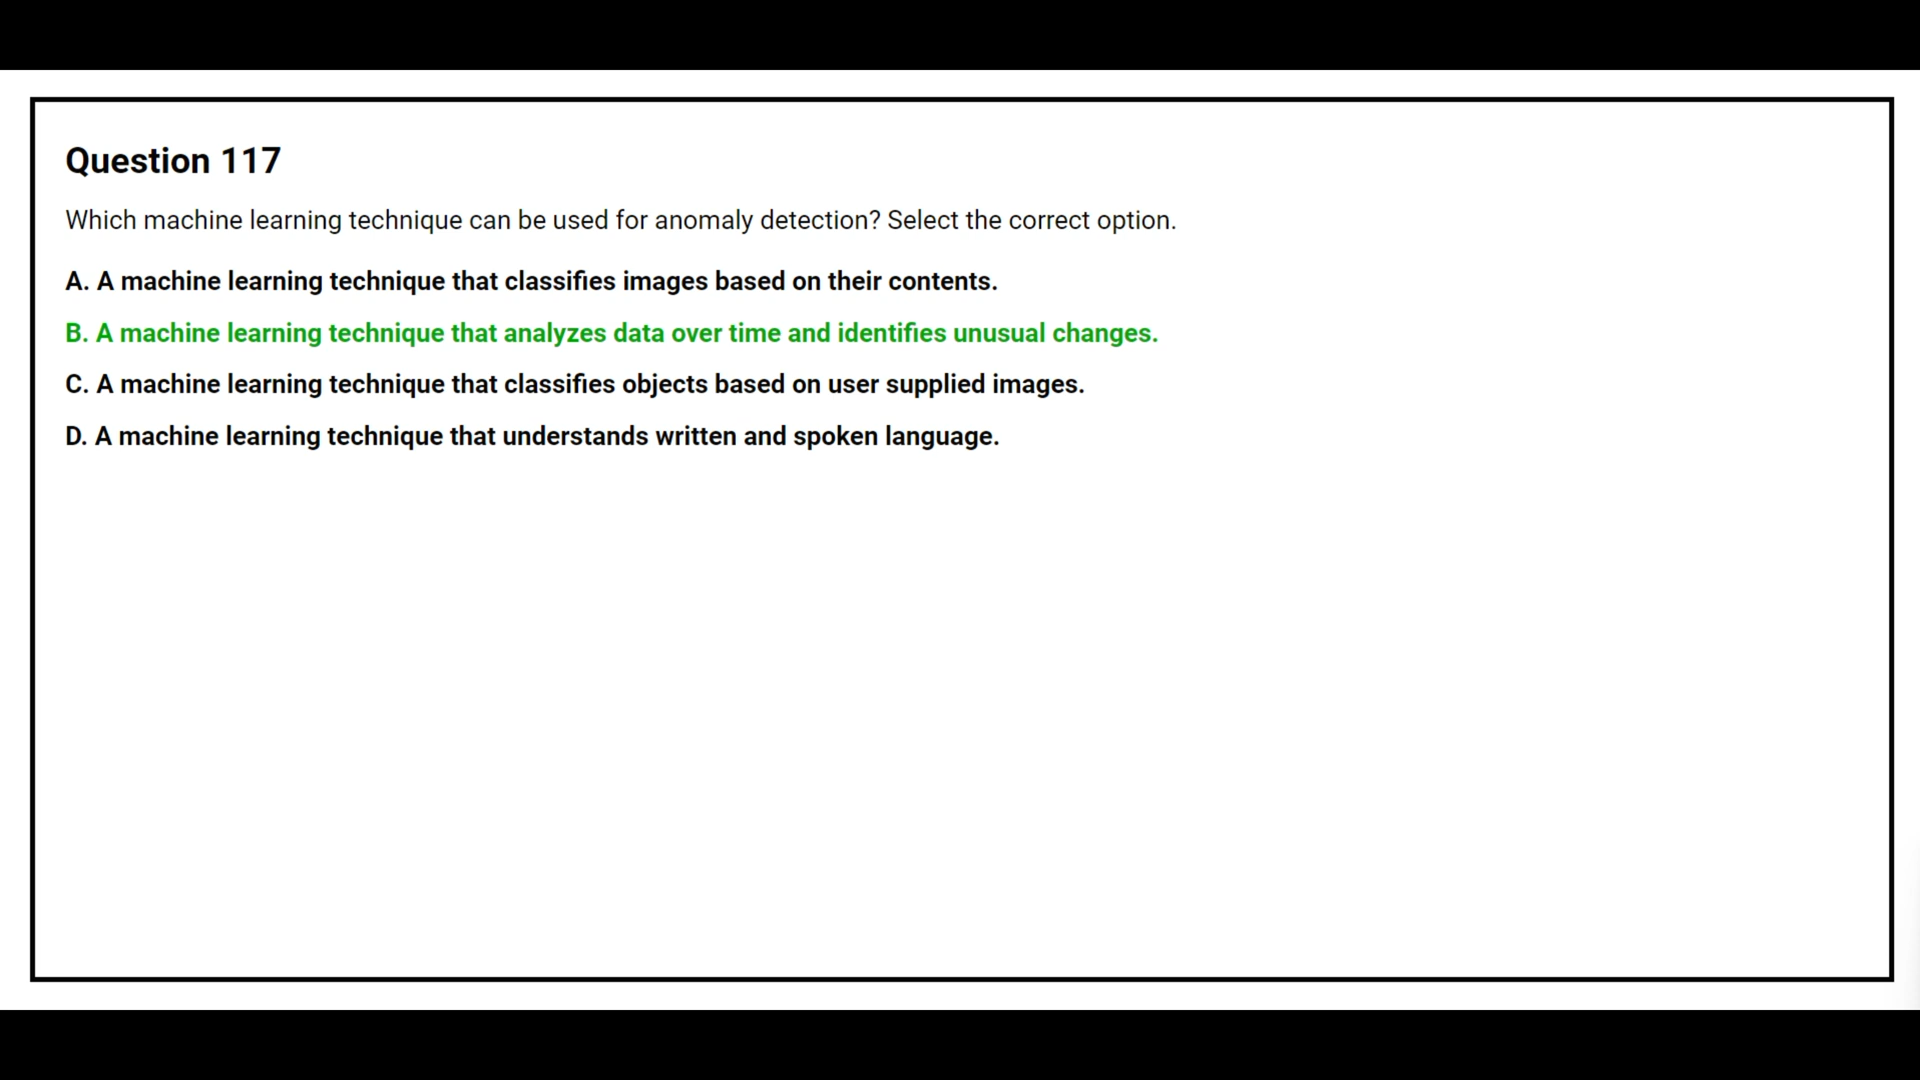 Question 117
Which machine learning technique can be used for anomaly detection? Select the correct option.
A. A machine learning technique that classifies images based on their contents.
B. A machine learning technique that analyzes data over time and identifies unusual changes.
C. A machine learning technique that classifies objects based on user supplied images.
D. A machine learning technique that understands written and spoken language.